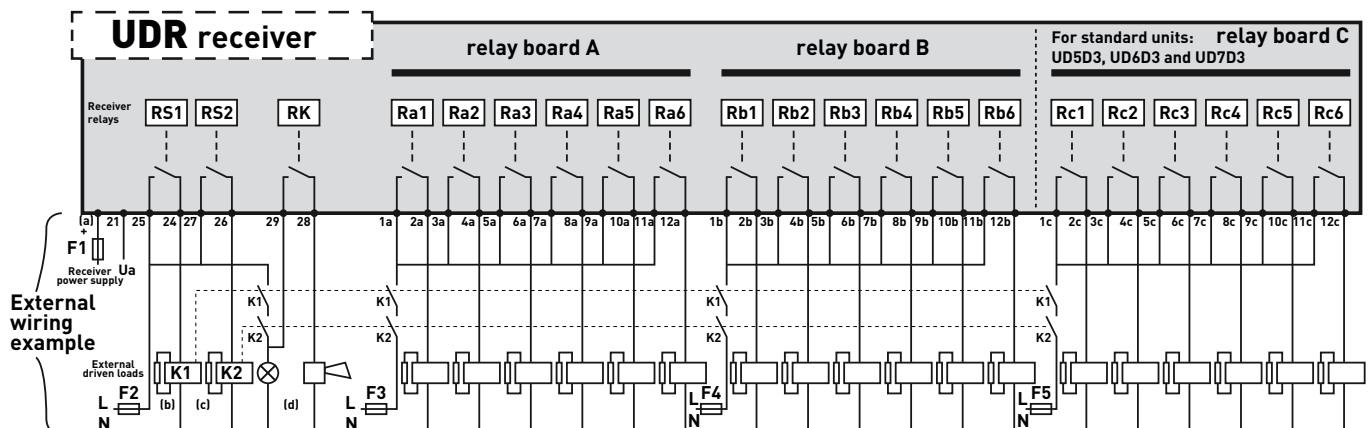 UDR receiver
relay board A
relay board B
For standard units: relay board C
UD5D3, UD6D3 and UD7D3
Receiver
relays
RS1 RS2 RK Ra1 Ra2 Ra3 Ra4 Ra5 Ra6 Rb1 Rb2 Rb3 Rb4 Rb5 Rb6 Rc1 Rc2 Rc3 Rc4 Rc5 Rc6
(a) 21 25 24 27 26 29 28 1a 2a 3a 4a 5a 6a 7a 8a 9a 10a 11a 12a 1b 2b 3b 4b 5b 6b 7b 8b 9b 10b 11b 12b 1c 2c 3c 4c 5c 6c 7c 8c 9c 10c 11c 12c
+
F1
Receiver
power supply
Ua
External
wiring
example
K1 K1 K1 K1
K2 K2 K2 K2
External
driven loads
K1 K2
F2 (b) (c) (d) F3 F4 F5
L L L L
N N N N